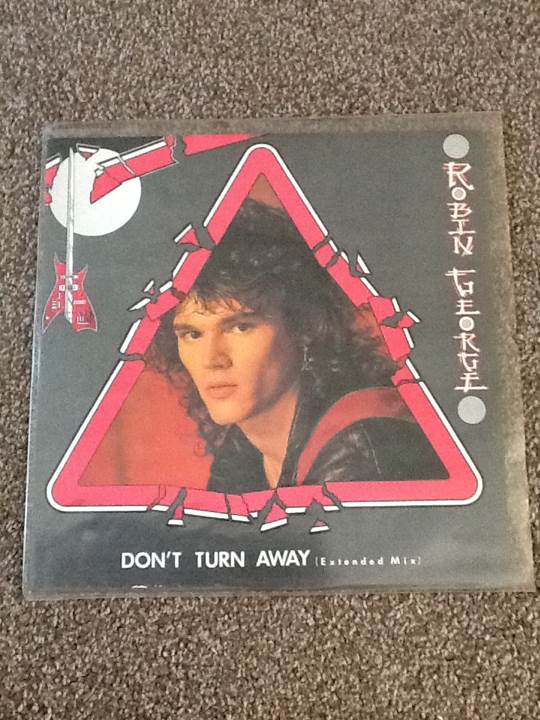 ROBIN GEORGE
DON'T TURN AWAY (Extended Mix)